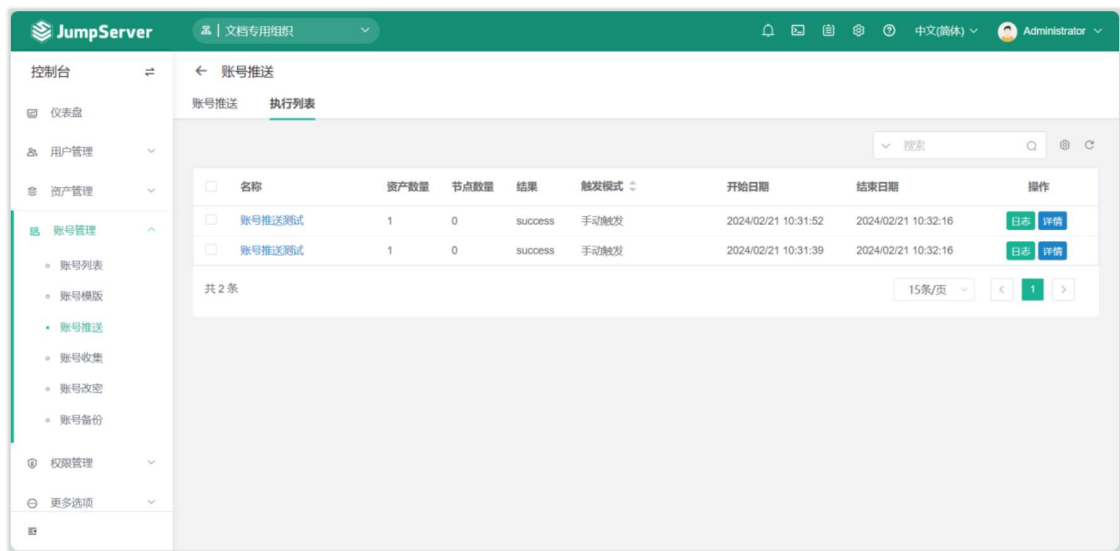 JumpServer
文档专用组织
中文(简体)
Administrator
控制台
仪表盘
用户管理
资产管理
账号管理
账号列表
账号模版
账号推送
账号收集
账号改密
账号备份
权限管理
更多选项
账号推送
账号推送 执行列表
搜索
名称 资产数量 节点数量 结果 触发模式 开始日期 结束日期 操作
账号推送测试 1 0 success 手动触发 2024/02/21 10:31:52 2024/02/21 10:32:16 日志 详情
账号推送测试 1 0 success 手动触发 2024/02/21 10:31:39 2024/02/21 10:32:16 日志 详情
共 2 条
15条/页 1